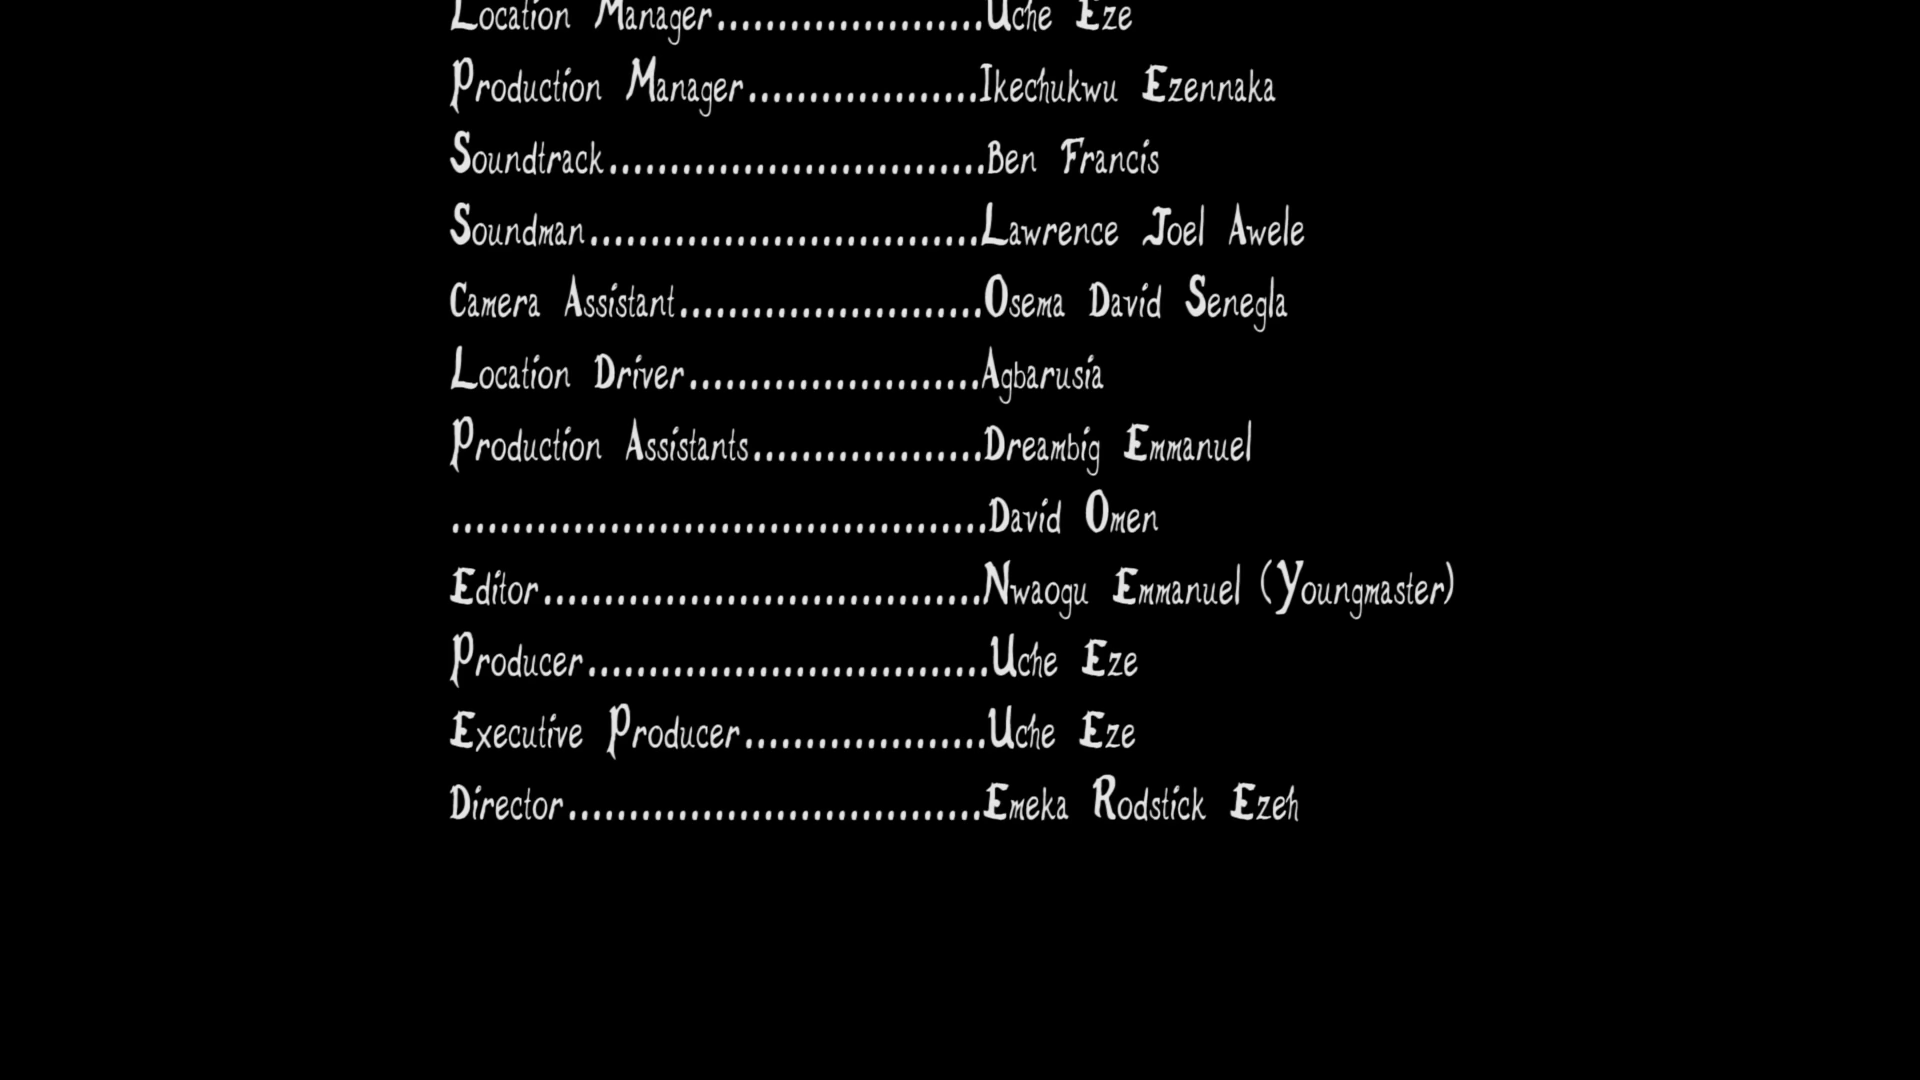 Location Manager......................Uche Eze
Production Manager...................Ikechukwu Ezennaka
Soundtrack...............................Ben Francis
Soundman................................Lawrence Joel Awele
Camera Assistant.........................Osema David Senegla
Location Driver........................Agbarusia
Production Assistants...................Dreambig Emmanuel
............................................David Omen
Editor....................................Nwaogu Emmanuel (Youngmaster)
Producer.................................Uche Eze
Executive Producer....................Uche Eze
Director..................................Emeka Rodstick Ezeh